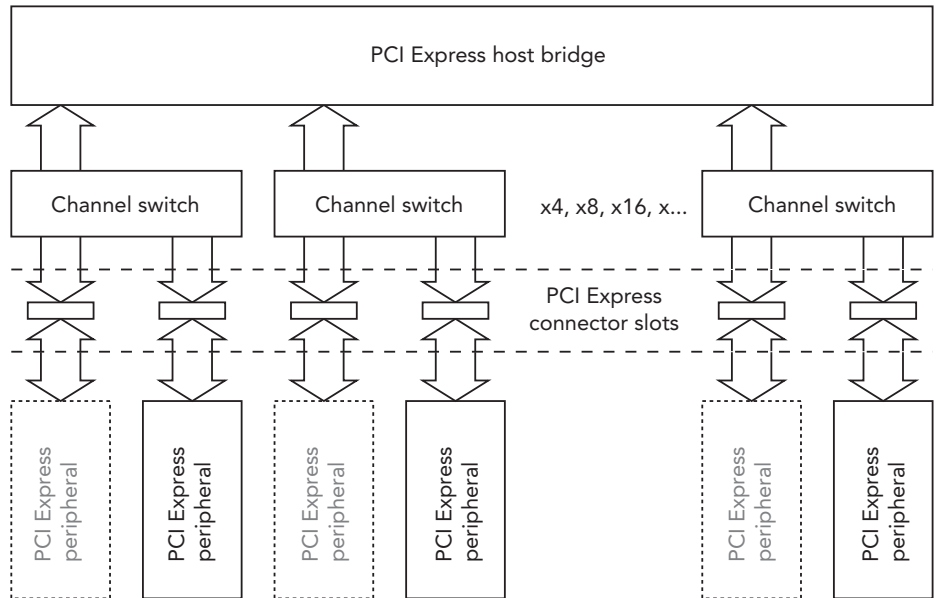 PCI Express host bridge
Channel switch
Channel switch
x4, x8, x16, x...
Channel switch
PCI Express
connector slots
PCI Express
peripheral
PCI Express
peripheral
PCI Express
peripheral
PCI Express
peripheral
PCI Express
peripheral
PCI Express
peripheral